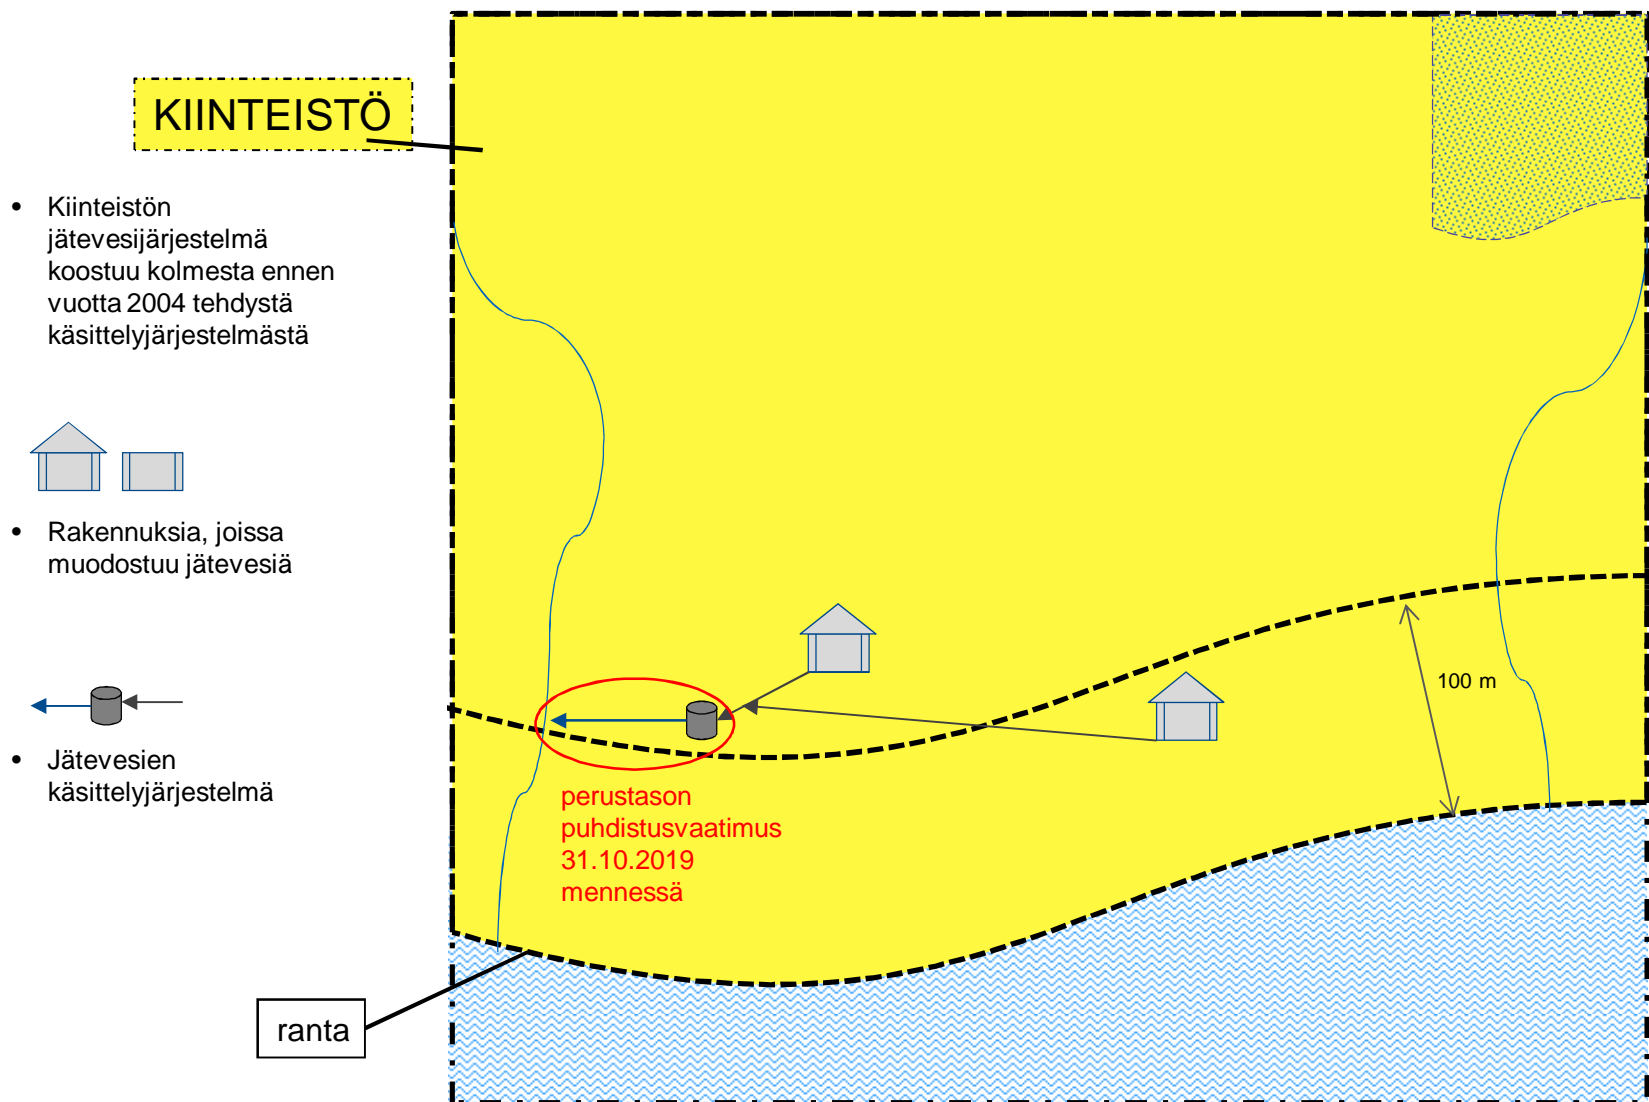 KIINTEISTÖ
• Kiinteistön
jätevesijärjestelmä
koostuu kolmesta ennen
vuotta 2004 tehdystä
käsittelyjärjestelmästä
• Rakennuksia, joissa
muodostuu jätevesiä
• Jätevesien
käsittelyjärjestelmä
100 m
perustason
puhdistusvaatimus
31.10.2019
mennessä
ranta